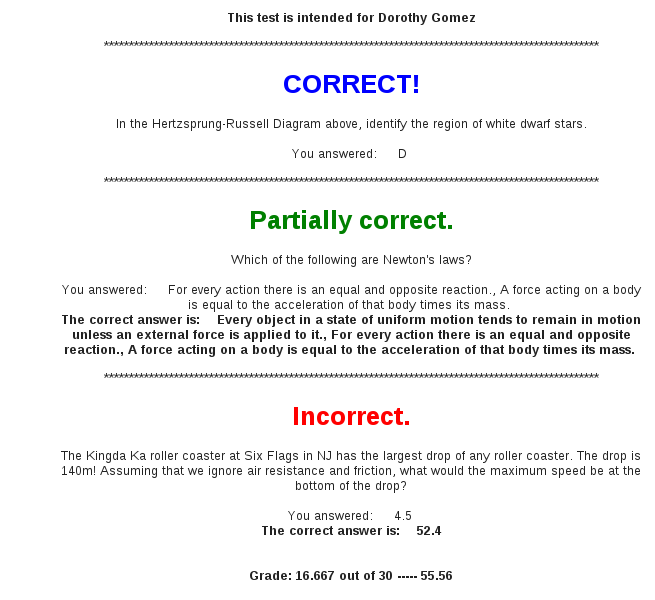 This test is intended for Dorothy Gomez
***************************************************************************************************
CORRECT!
In the Hertzsprung-Russell Diagram above, identify the region of white dwarf stars.
You answered: D
***************************************************************************************************
Partially correct.
Which of the following are Newton's laws?
You answered: For every action there is an equal and opposite reaction., A force acting on a body
is equal to the acceleration of that body times its mass.
The correct answer is: Every object in a state of uniform motion tends to remain in motion
unless an external force is applied to it., For every action there is an equal and opposite
reaction., A force acting on a body is equal to the acceleration of that body times its mass.
***************************************************************************************************
Incorrect.
The Kingda Ka roller coaster at Six Flags in NJ has the largest drop of any roller coaster. The drop is
140m! Assuming that we ignore air resistance and friction, what would the maximum speed be at the
bottom of the drop?
You answered: 4.5
The correct answer is: 52.4
Grade: 16.667 out of 30 ----- 55.56